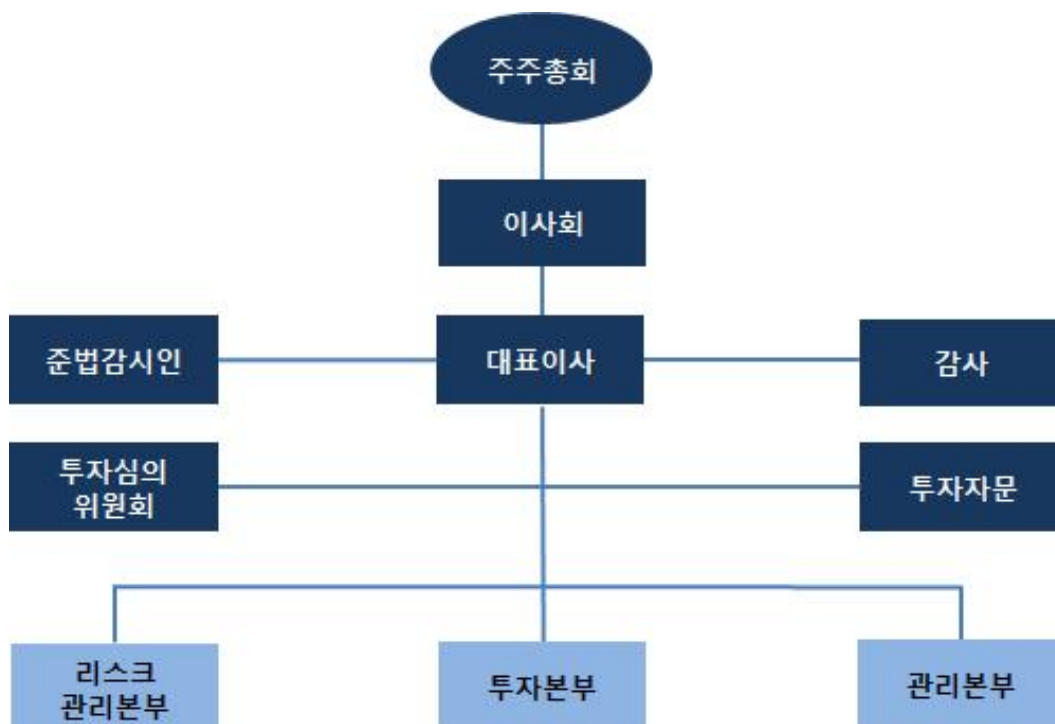 주주총회
이사회
준법감시인
대표이사
감사
투자심의
위원회
투자자문
리스크
관리본부
투자본부
관리본부